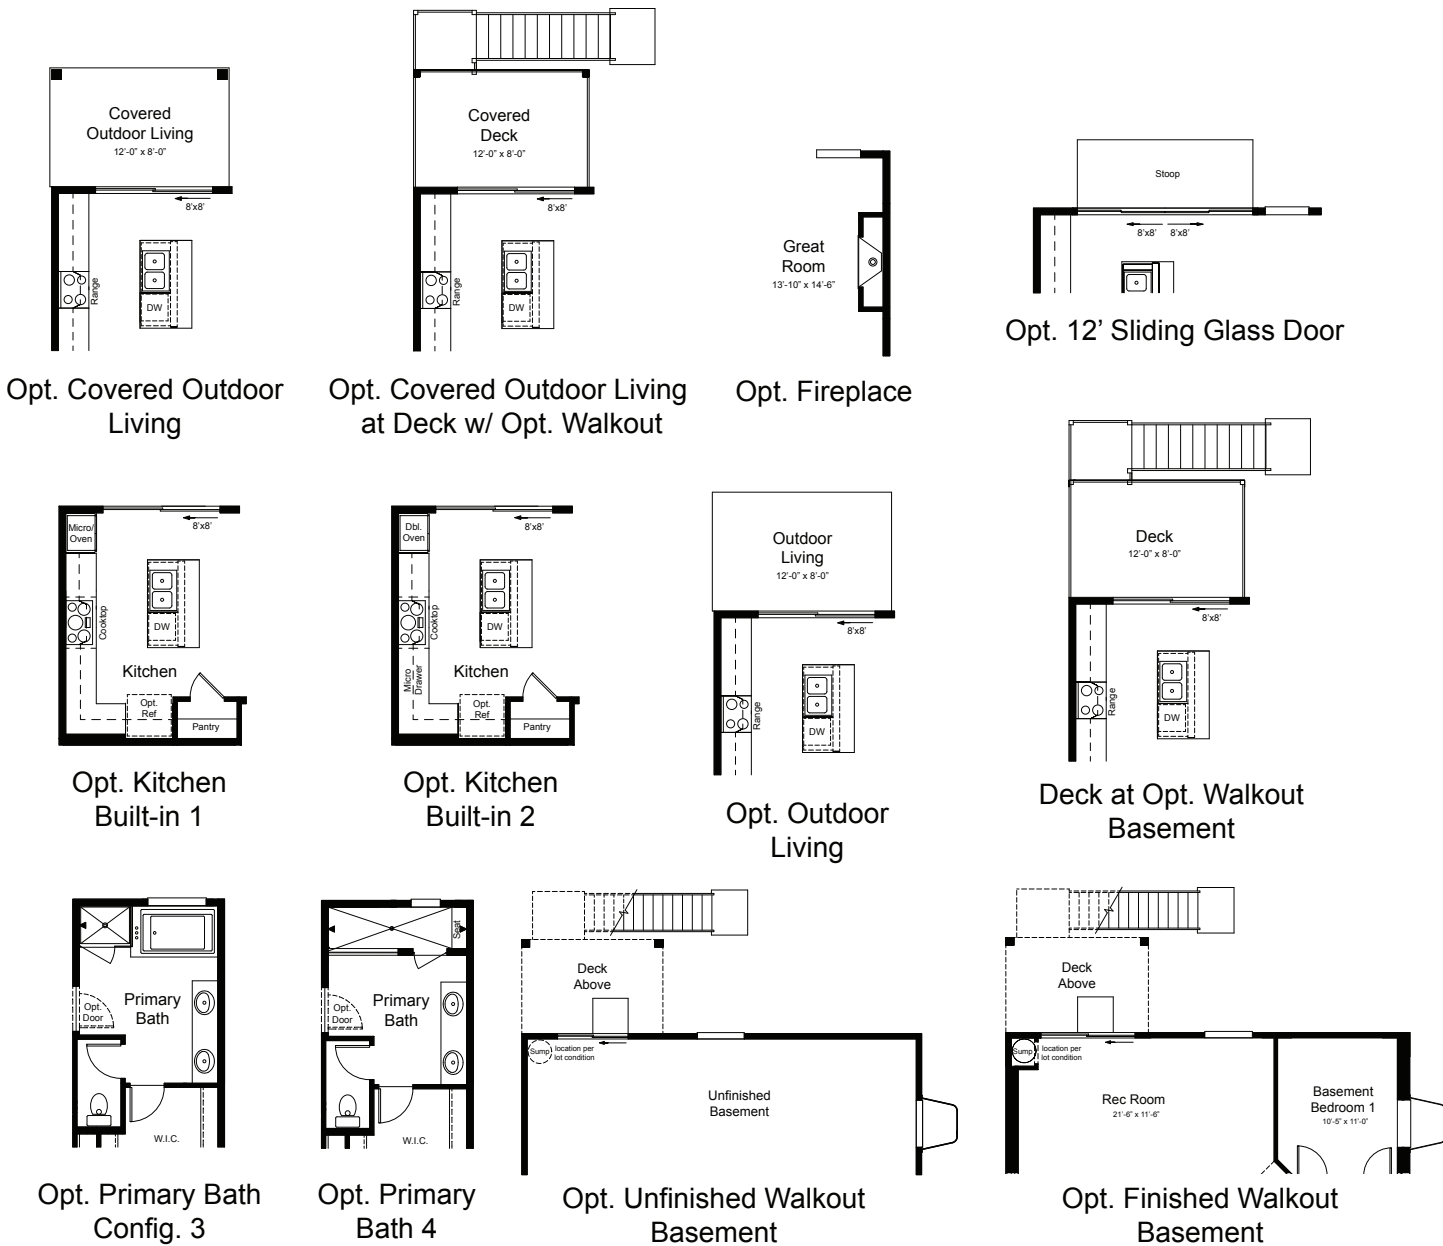 Covered
Outdoor Living
12'-0" x 8'-0"
8'x8'
Range
DW
Opt. Covered Outdoor
Living
Covered
Deck
12'-0" x 8'-0"
8'x8'
Range
DW
Opt. Covered Outdoor Living
at Deck w/ Opt. Walkout
Great
Room
13'-10" x 14'-6"
Opt. Fireplace
Stoop
8'x8' 8'x8'
Opt. 12’ Sliding Glass Door
Micro/
Oven
8'x8'
Cooktop
DW
Kitchen
Opt.
Ref
Pantry
Opt. Kitchen
Built-in 1
Dbl.
Oven
8'x8'
Cooktop
DW
Micro
Drawer
Kitchen
Opt.
Ref
Pantry
Opt. Kitchen
Built-in 2
Outdoor
Living
12'-0" x 8'-0"
8'x8'
Range
DW
Opt. Outdoor
Living
Deck
12'-0" x 8'-0"
8'x8'
Range
DW
Deck at Opt. Walkout
Basement
Primary
Bath
Opt.
Door
W.I.C.
Opt. Primary Bath
Config. 3
Seat
Primary
Bath
Opt.
Door
W.I.C.
Opt. Primary
Bath 4
Deck
Above
Sump
location per
lot condition
Unfinished
Basement
Opt. Unfinished Walkout
Basement
Deck
Above
Sump
location per
lot condition
Rec Room
21'-6" x 11'-6"
Basement
Bedroom 1
10'-5" x 11'-0"
Opt. Finished Walkout
Basement